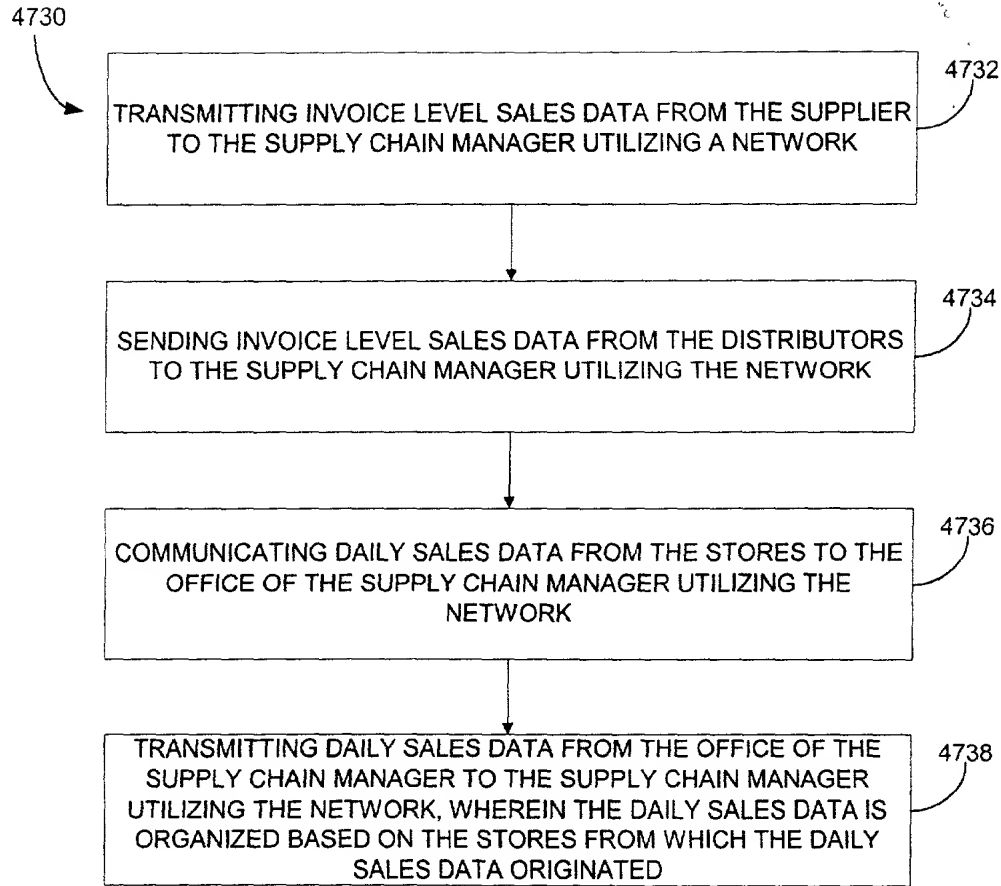 4730
4732
TRANSMITTING INVOICE LEVEL SALES DATA FROM THE SUPPLIER
TO THE SUPPLY CHAIN MANAGER UTILIZING A NETWORK
4734
SENDING INVOICE LEVEL SALES DATA FROM THE DISTRIBUTORS
TO THE SUPPLY CHAIN MANAGER UTILIZING THE NETWORK
4736
COMMUNICATING DAILY SALES DATA FROM THE STORES TO THE
OFFICE OF THE SUPPLY CHAIN MANAGER UTILIZING THE
NETWORK
4738
TRANSMITTING DAILY SALES DATA FROM THE OFFICE OF THE
SUPPLY CHAIN MANAGER TO THE SUPPLY CHAIN MANAGER
UTILIZING THE NETWORK, WHEREIN THE DAILY SALES DATA IS
ORGANIZED BASED ON THE STORES FROM WHICH THE DAILY
SALES DATA ORIGINATED